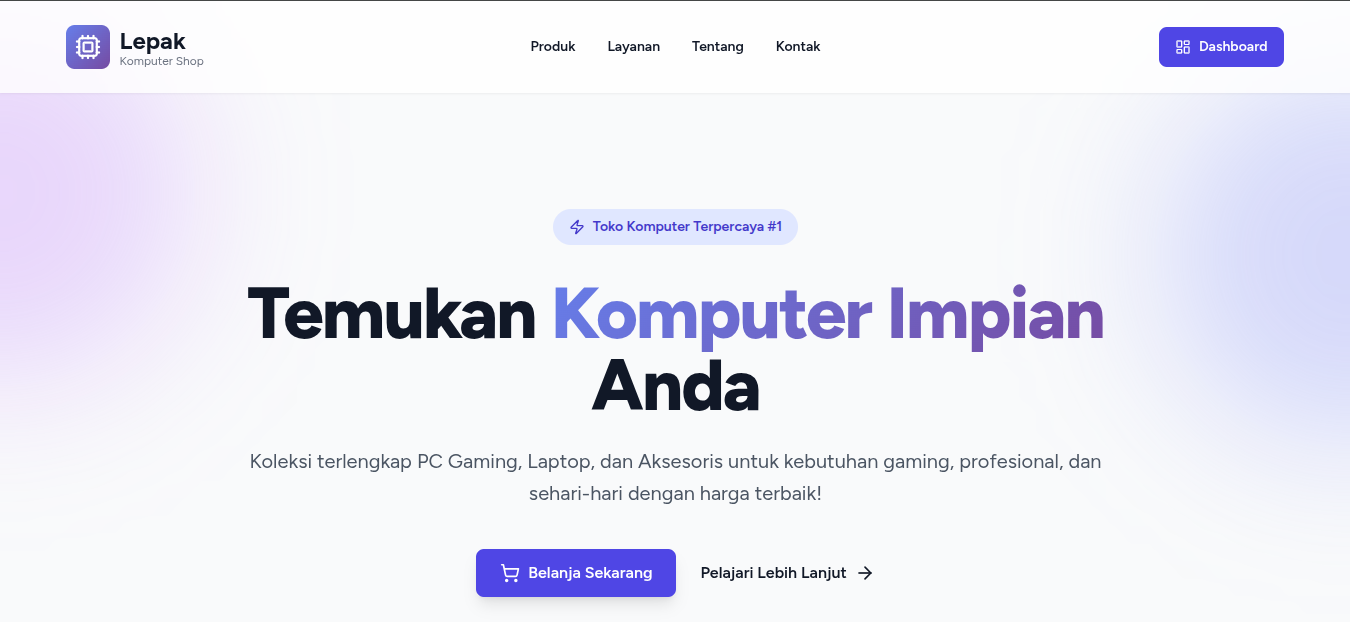 Lepak
Komputer Shop
Produk
Layanan
Tentang
Kontak
Dashboard
Toko Komputer Terpercaya #1
Temukan Komputer Impian
Anda
Koleksi terlengkap PC Gaming, Laptop, dan Aksesoris untuk kebutuhan gaming, profesional, dan
sehari-hari dengan harga terbaik!
Belanja Sekarang
Pelajari Lebih Lanjut